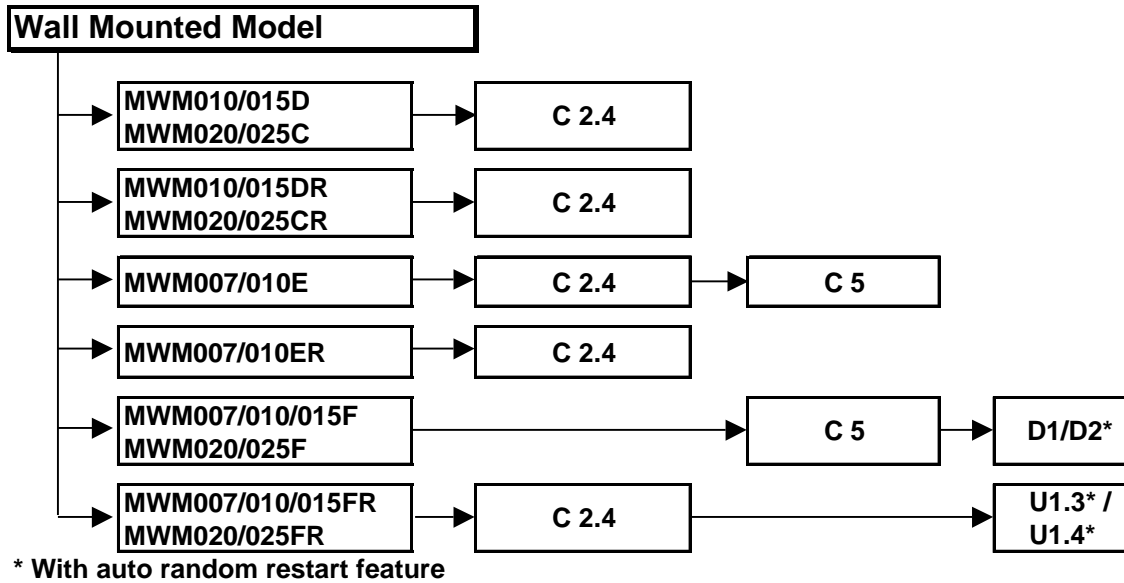 Wall Mounted Model
MWM010/015D
MWM020/025C
C 2.4
MWM010/015DR
MWM020/025CR
C 2.4
MWM007/010E
C 2.4
C 5
MWM007/010ER
C 2.4
MWM007/010/015F
MWM020/025F
C 5
D1/D2*
MWM007/010/015FR
MWM020/025FR
C 2.4
U1.3* /
U1.4*
* With auto random restart feature